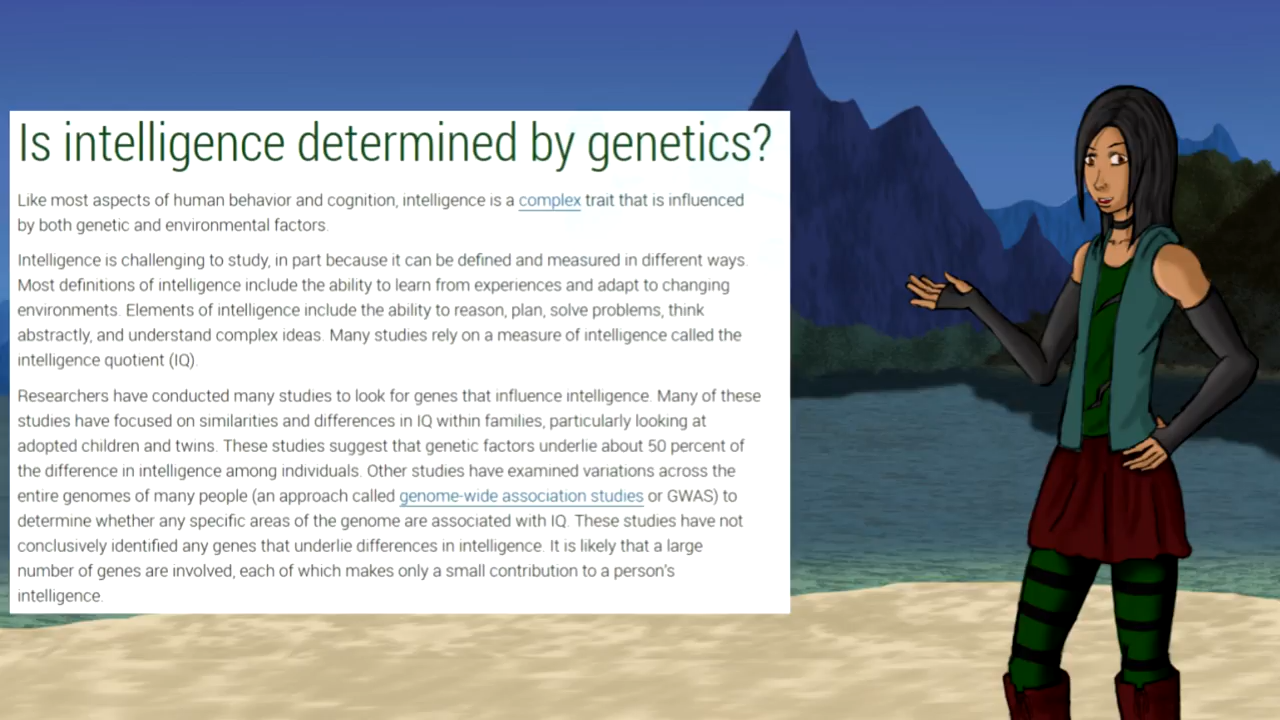 Is intelligence determined by genetics?
Like most aspects of human behavior and cognition, intelligence is a complex trait that is influenced
by both genetic and environmental factors.
Intelligence is challenging to study, in part because it can be defined and measured in different ways.
Most definitions of intelligence include the ability to learn from experiences and adapt to changing
environments. Elements of intelligence include the ability to reason, plan, solve problems, think
abstractly, and understand complex ideas. Many studies rely on a measure of intelligence called the
intelligence quotient (IQ).
Researchers have conducted many studies to look for genes that influence intelligence. Many of these
studies have focused on similarities and differences in IQ within families, particularly looking at
adopted children and twins. These studies suggest that genetic factors underlie about 50 percent of
the difference in intelligence among individuals. Other studies have examined variations across the
entire genomes of many people (an approach called genome-wide association studies or GWAS) to
determine whether any specific areas of the genome are associated with IQ. These studies have not
conclusively identified any genes that underlie differences in intelligence. It is likely that a large
number of genes are involved, each of which makes only a small contribution to a person's
intelligence.